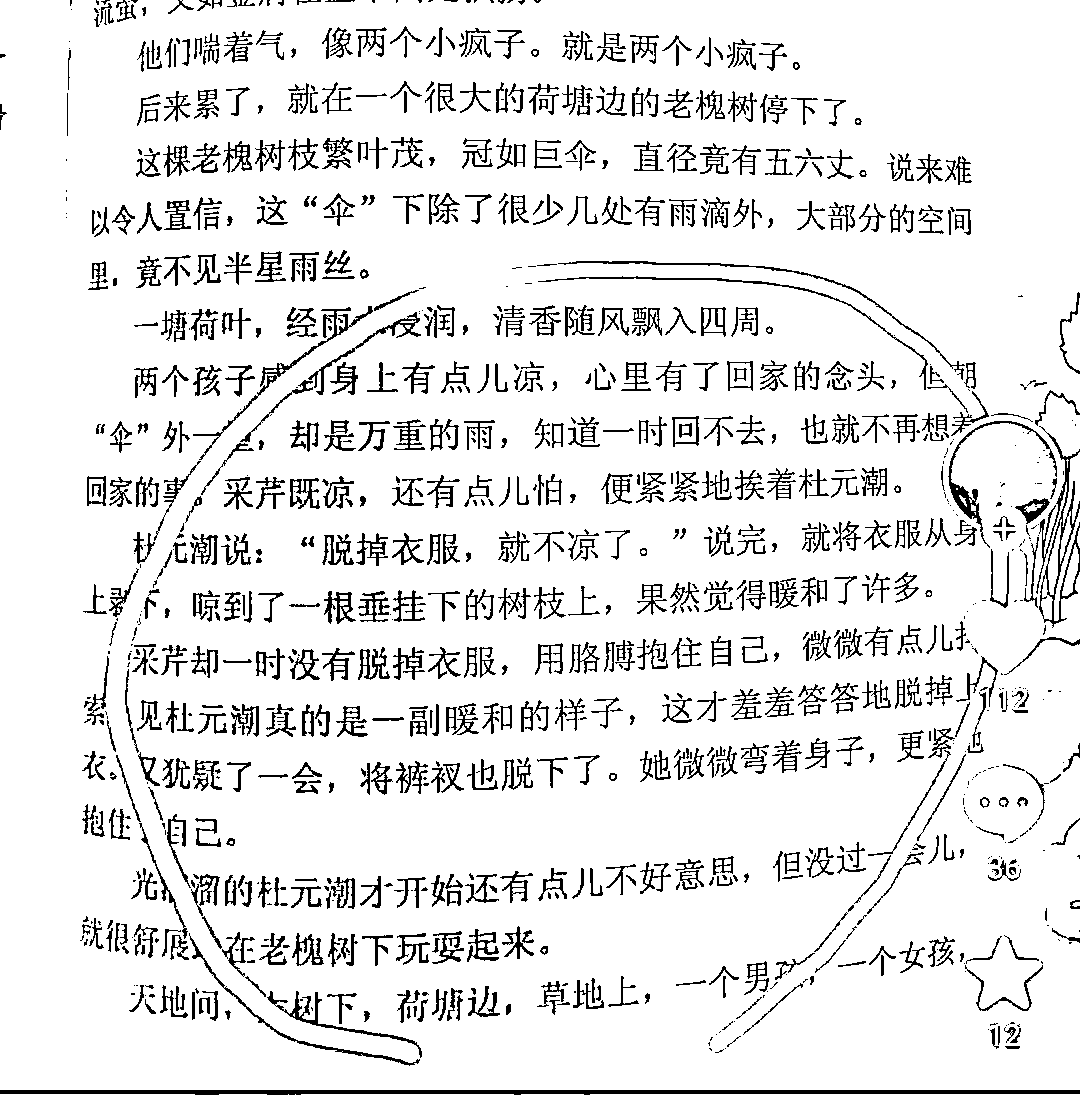 他们喘着气，像两个小疯子。就是两个小疯子。
后来累了，就在一个很大的荷塘边的老槐树停下了。
这棵老槐树枝繁叶茂，冠如巨伞，直径竟有五六丈。说来难
以令人置信，这“伞”下除了很少几处有雨滴外，大部分的空间
里，竟不见半星雨丝。
一塘荷叶，经雨浸润，清香随风飘入四周。
两个孩子感到身上有点儿凉，心里有了回家的念头，但朝
“伞”外一，却是万重的雨，知道一时回不去，也就不再想着
回家的事。采芹既凉，还有点儿怕，便紧紧地挨着杜元潮。
杜元潮说：“脱掉衣服，就不凉了。”说完，就将衣服从身
上剥下，晾到了一根垂挂下的树枝上，果然觉得暖和了许多。
采芹却一时没有脱掉衣服，用胳膊抱住自己，微微有点儿
索，见杜元潮真的是一副暖和的样子，这才羞羞答答地脱掉上
衣。又犹疑了一会，将裤衩也脱下了。她微微弯着身子，更紧地
抱住了自己。
光溜溜的杜元潮才开始还有点儿不好意思，但没过一会儿，
就很舒展在老槐树下玩耍起来。
天地间，树下，荷塘边，草地上，一个男孩，一个女孩，
112
36
12